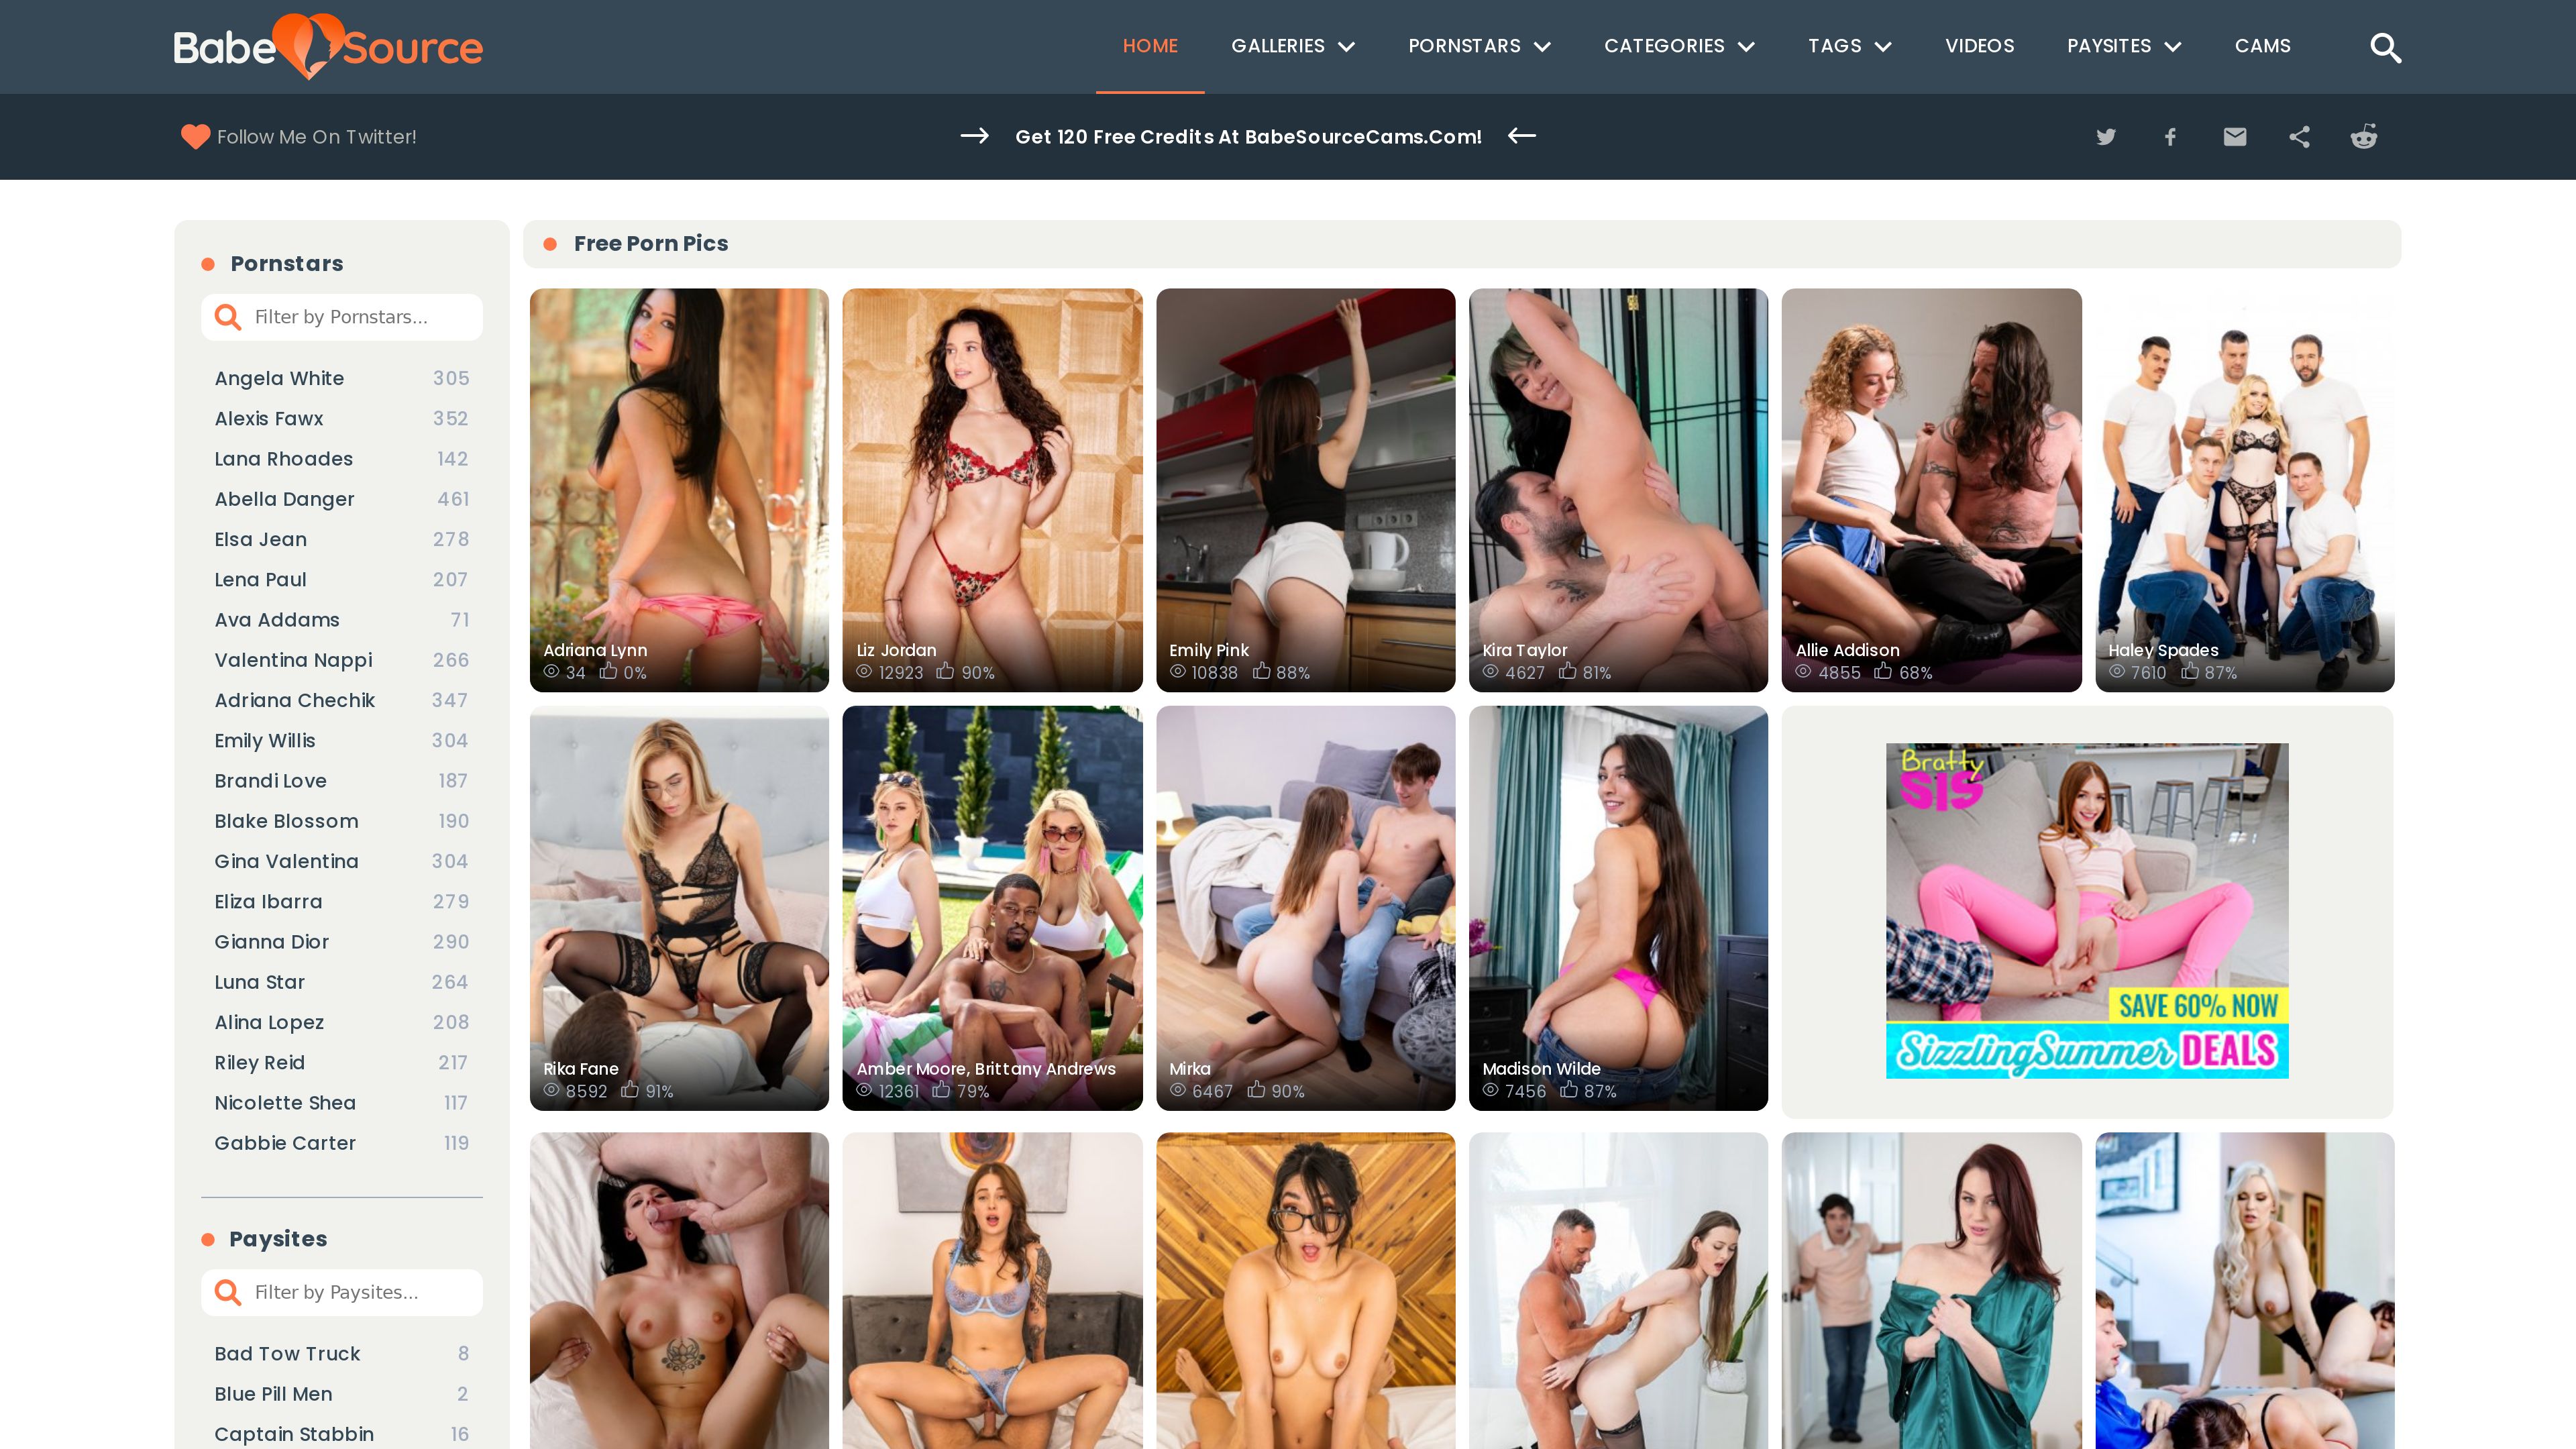 BabeSource
HOME
GALLERIES
PORNSTARS
CATEGORIES
TAGS
VIDEOS
PAYSITES
CAMS
Follow Me On Twitter!
Get 120 Free Credits At BabeSourceCams.Com!
Pornstars
Filter by Pornstars...
Angela White 305
Alexis Fawx 352
Lana Rhoades 142
Abella Danger 461
Elsa Jean 278
Lena Paul 207
Ava Addams 71
Valentina Nappi 266
Adriana Chechik 347
Emily Willis 304
Brandi Love 187
Blake Blossom 190
Gina Valentina 304
Eliza Ibarra 279
Gianna Dior 290
Luna Star 264
Alina Lopez 208
Riley Reid 217
Nicolette Shea 117
Gabbie Carter 119
Paysites
Filter by Paysites...
Bad Tow Truck 8
Blue Pill Men 2
Captain Stabbin 16
Free Porn Pics
Adriana Lynn
34 0%
Liz Jordan
12923 90%
Emily Pink
10838 88%
Kira Taylor
4627 81%
Allie Addison
4855 68%
Haley Spades
7610 87%
Rika Fane
8592 91%
Amber Moore, Brittany Andrews
12361 79%
Mirka
6467 90%
Madison Wilde
7456 87%
Bratty
SIS
SAVE 60% NOW
SizzlingSummer DEALS